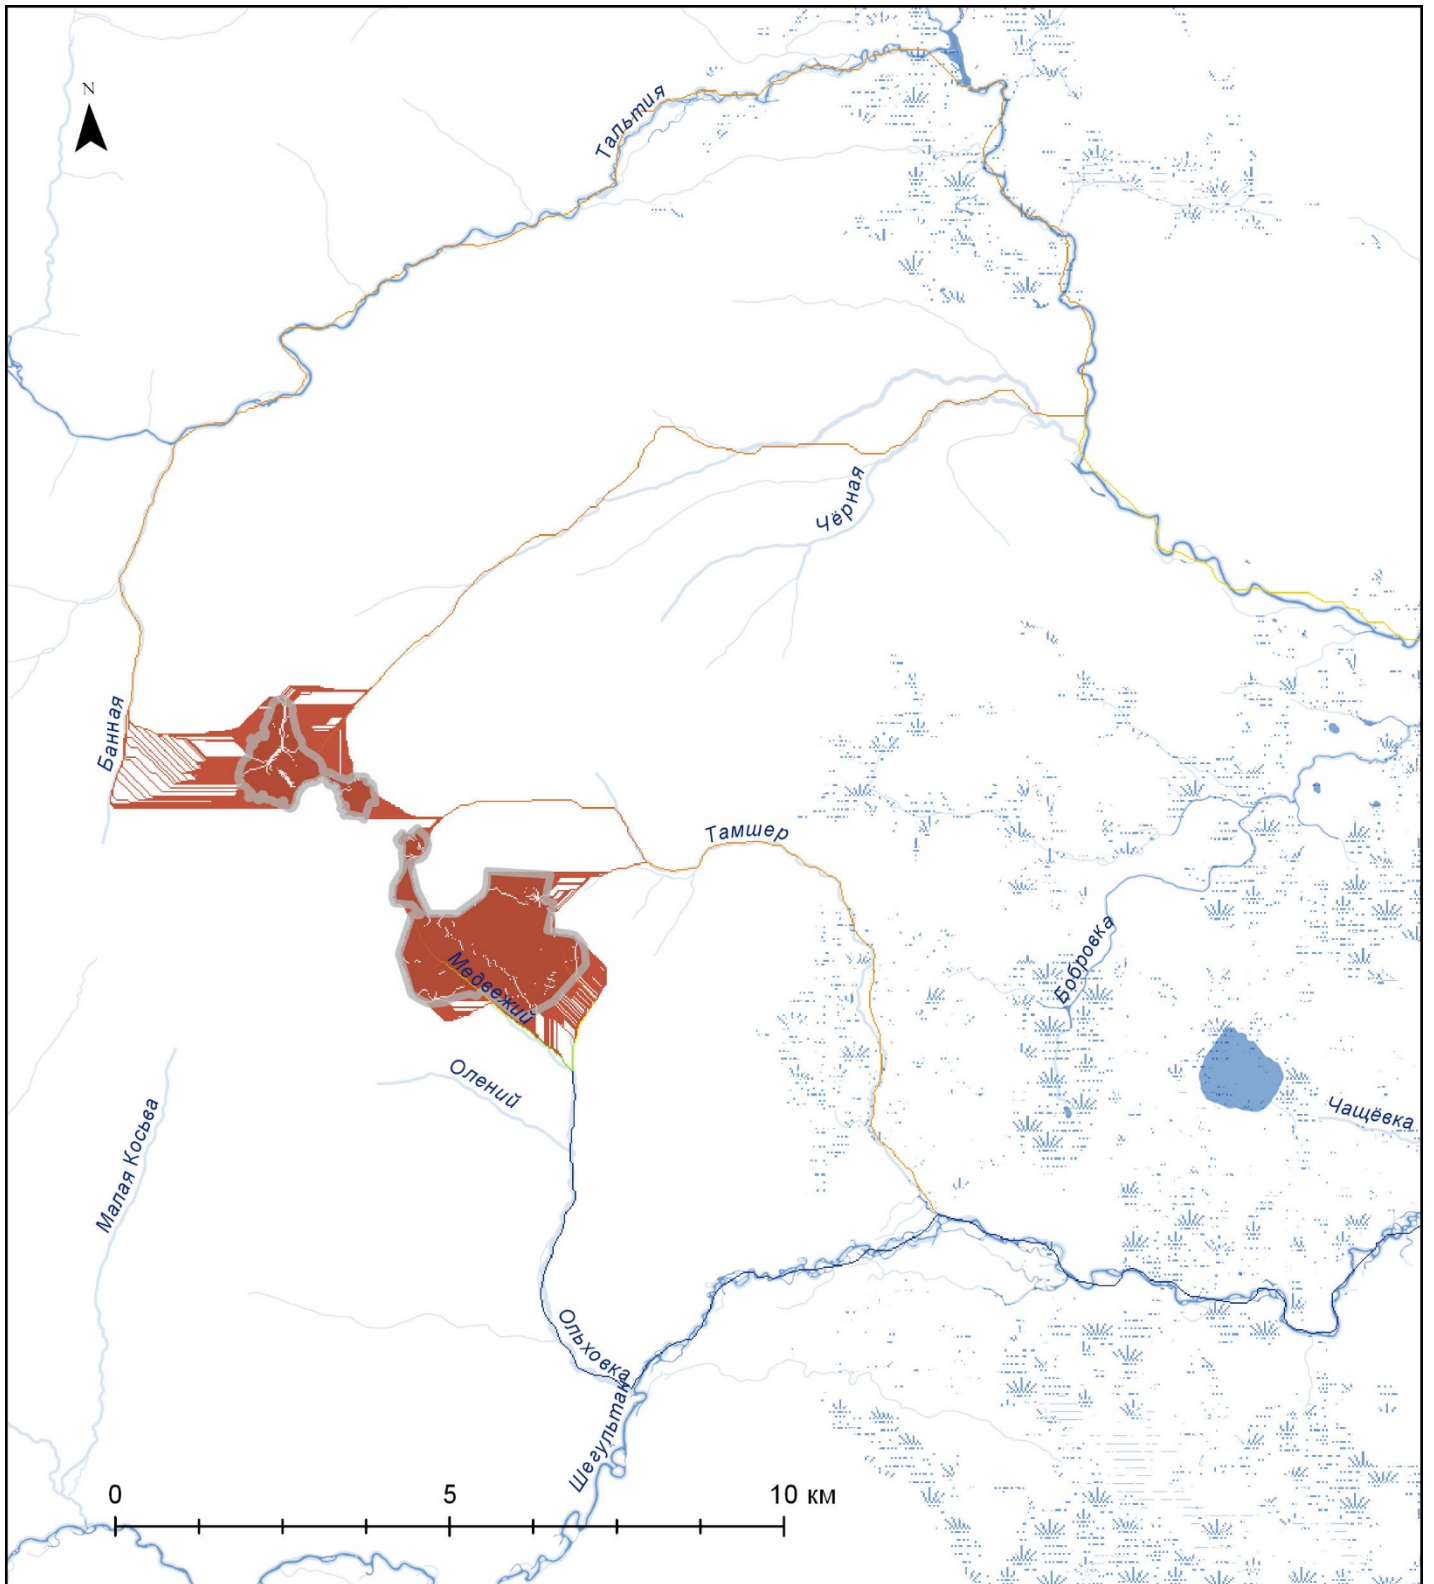 N
Тальтия
Чёрная
Банная
Тамшер
Бобровка
Медвежий
Олений
Чащёвка
Малая Косьва
Ольховка
Шегультан
0 5 10 км